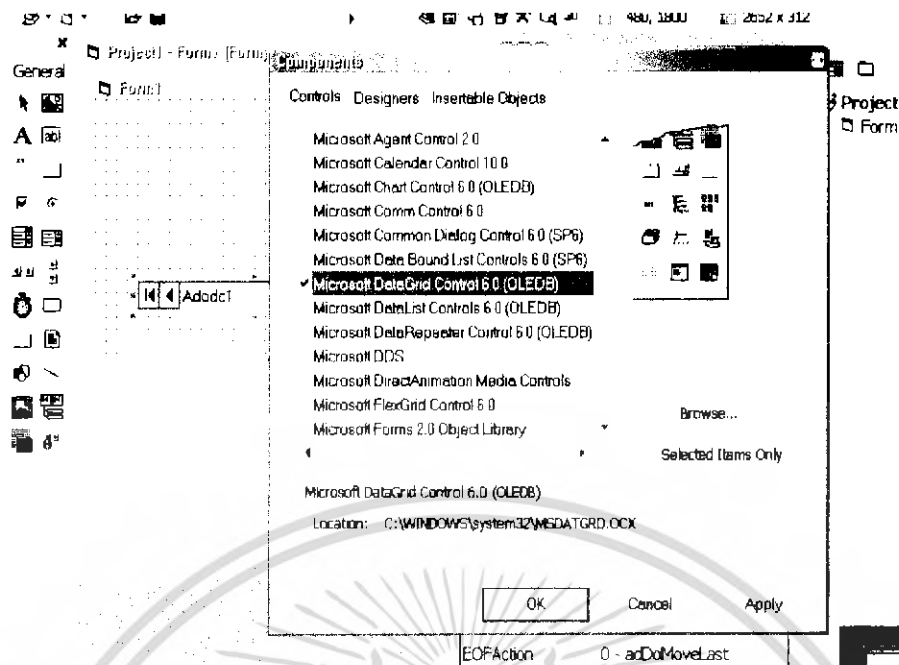 480, 1800 2652 x 312
Project1 - Form1 [Form
General
Form1
Components
Controls Designers Insertable Objects
Project
Form
Microsoft Agent Control 2.0
Microsoft Calendar Control 10.0
Microsoft Chart Control 6.0 (OLEDB)
Microsoft Comm Control 6.0
Microsoft Common Dialog Control 6.0 (SP6)
Microsoft Data Bound List Controls 6.0 (SP6)
Microsoft DataGrid Control 6.0 (OLEDB)
Adodc1
Microsoft DataList Controls 6.0 (OLEDB)
Microsoft DataRepeater Control 6.0 (OLEDB)
Microsoft DDS
Microsoft DirectAnimation Media Controls
Microsoft FlexGrid Control 6.0
Microsoft Forms 2.0 Object Library
Browse...
Selected Items Only
Microsoft DataGrid Control 6.0 (OLEDB)
Location: C:\WINDOWS\system32\MSDATGRD.OCX
OK Cancel Apply
EOFAction 0 - adDoMoveLast